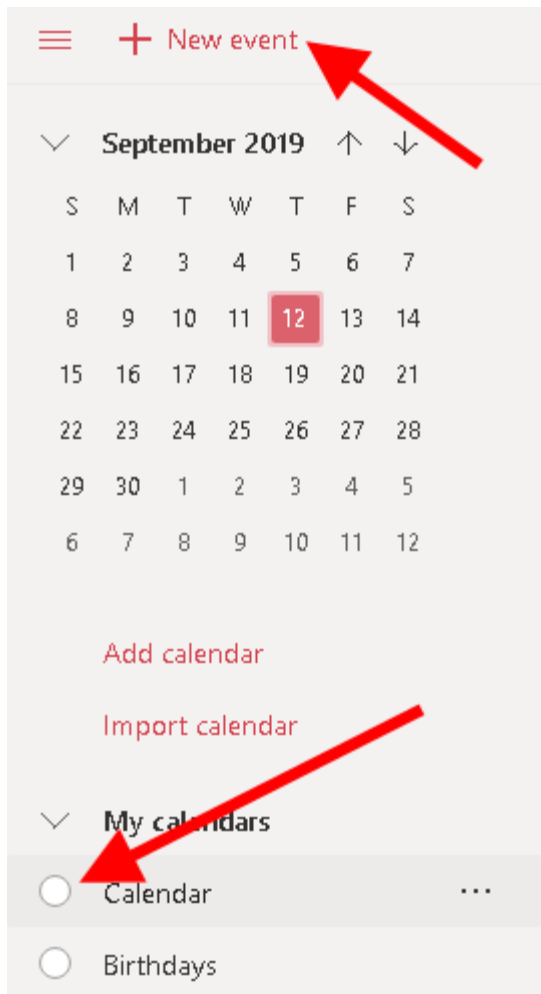 New event
September 2019
S M T W T F S
1 2 3 4 5 6 7
8 9 10 11 12 13 14
15 16 17 18 19 20 21
22 23 24 25 26 27 28
29 30 1 2 3 4 5
6 7 8 9 10 11 12
Add calendar
Import calendar
My calendars
Calendar
Birthdays